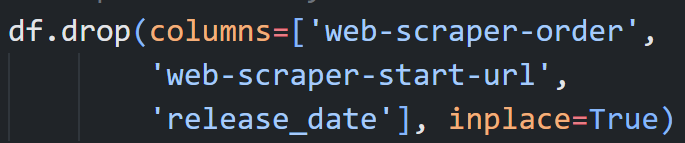 df.drop(columns=['web-scraper-order',
'web-scraper-start-url',
'release_date'], inplace=True)